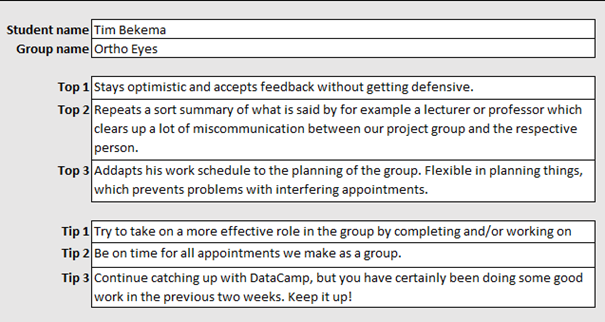 Student name Tim Bekema
Group name Ortho Eyes
Top 1 Stays optimistic and accepts feedback without getting defensive.
Top 2 Repeats a sort summary of what is said by for example a lecturer or professor which
clears up a lot of miscommunication between our project group and the respective
person.
Top 3 Addapts his work schedule to the planning of the group. Flexible in planning things,
which prevents problems with interfering appointments.
Tip 1 Try to take on a more effective role in the group by completing and/or working on
Tip 2 Be on time for all appointments we make as a group.
Tip 3 Continue catching up with DataCamp, but you have certainly been doing some good
work in the previous two weeks. Keep it up!